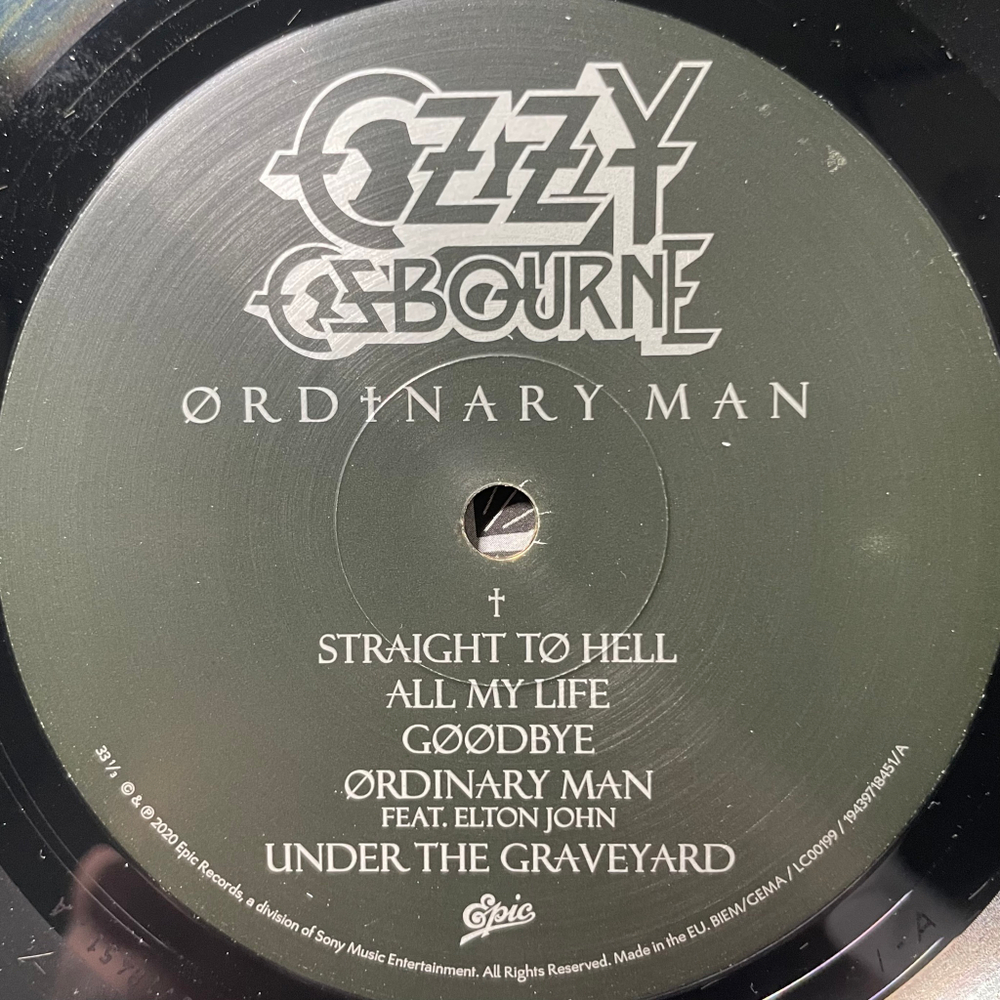 OZZY
OSBOURNE
ØRDINARY MAN
STRAIGHT TØ HELL
ALL MY LIFE
GØØDBYE
ØRDINARY MAN
FEAT. ELTON JOHN
UNDER THE GRAVEYARD
Epic
33 1/3 © & ℗ 2020 Epic Records, a division of Sony Music Entertainment. All Rights Reserved. Made in the EU. BIEM/GEMA / LC00199 / 19439718451/A